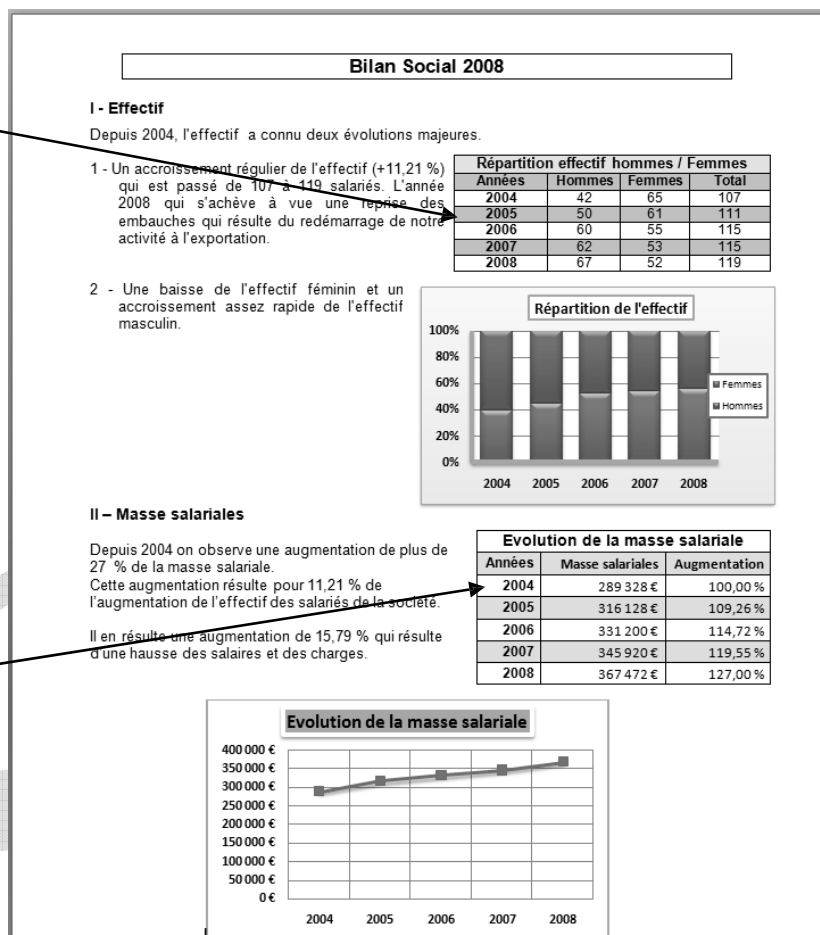 Bilan Social 2008
I - Effectif
Depuis 2004, l'effectif a connu deux évolutions majeures.
1 - Un accroissement régulier de l'effectif (+11,21 %)
qui est passé de 107 à 119 salariés. L'année
2008 qui s'achève à vue une reprise des
embauches qui résulte du redémarrage de notre
activité à l'exportation.
Répartition effectif hommes / Femmes
Années Hommes Femmes Total
2004 42 65 107
2005 50 61 111
2006 60 55 115
2007 62 53 115
2008 67 52 119
2 - Une baisse de l'effectif féminin et un
accroissement assez rapide de l'effectif
masculin.
Répartition de l'effectif
100%
80%
60%
40%
20%
0%
2004 2005 2006 2007 2008
Femmes
Hommes
II – Masse salariales
Depuis 2004 on observe une augmentation de plus de
27 % de la masse salariale.
Cette augmentation résulte pour 11,21 % de
l'augmentation de l'effectif des salariés de la société.
Il en résulte une augmentation de 15,79 % qui résulte
d'une hausse des salaires et des charges.
Evolution de la masse salariale
Années Masse salariales Augmentation
2004 289 328 € 100,00 %
2005 316 128 € 109,26 %
2006 331 200 € 114,72 %
2007 345 920 € 119,55 %
2008 367 472 € 127,00 %
Evolution de la masse salariale
400 000 €
350 000 €
300 000 €
250 000 €
200 000 €
150 000 €
100 000 €
50 000 €
0 €
2004 2005 2006 2007 2008